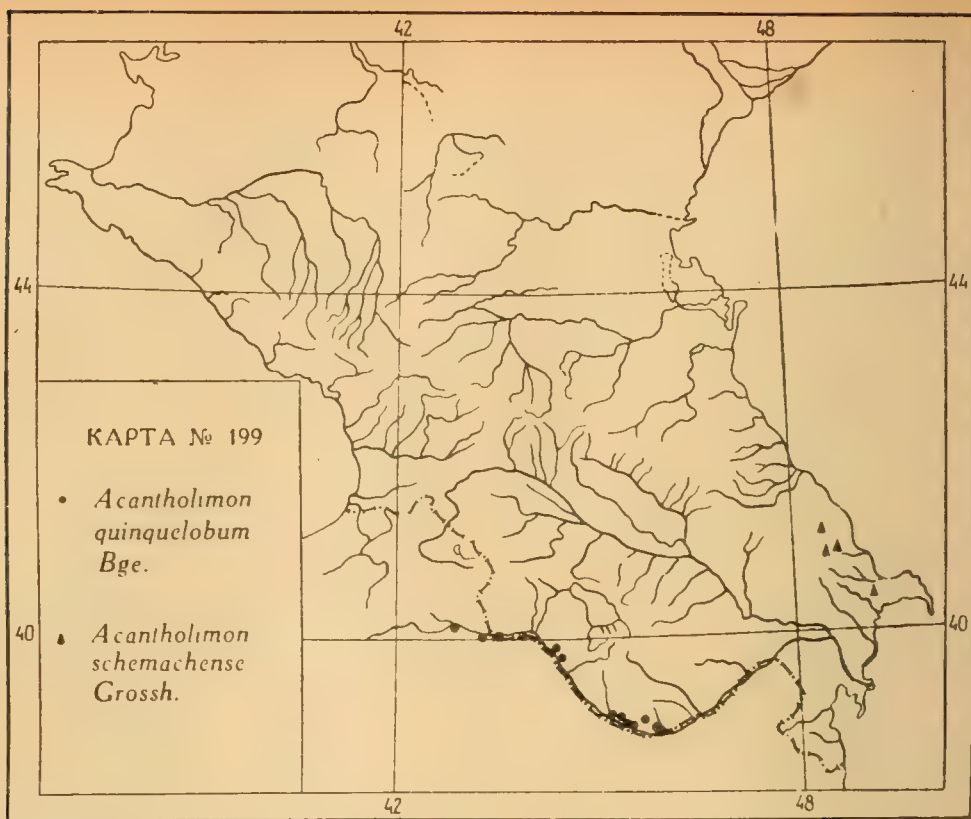 42 48
44 44
КАРТА № 199
• Acantholimon
quinquelobum
Bge.
▲ Acantholimon
schemachense
Grossh.
40 40
42 48